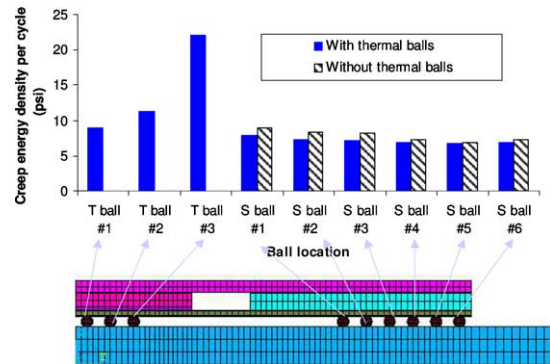 Creep energy density per cycle
(psi)
25
20
15
10
5
0
With thermal balls
Without thermal balls
T ball T ball T ball S ball S ball S ball S ball S ball S ball
#1 #2 #3 #1 #2 #3 #4 #5 #6
Ball location